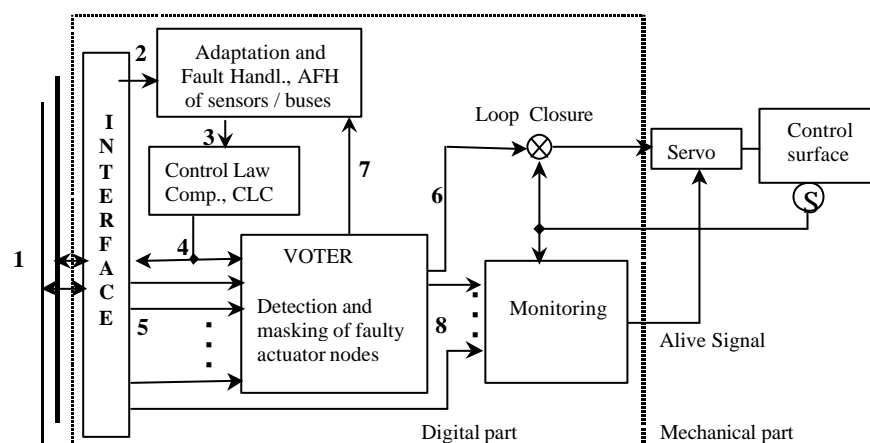 2
Adaptation and
Fault Handl., AFH
of sensors / buses
INTERFACE
3
7
Control Law
Comp., CLC
Loop Closure
6
Servo
Control
surface
S
1
4
VOTER
Detection and
masking of faulty
actuator nodes
5
8
Monitoring
Alive Signal
Digital part
Mechanical part